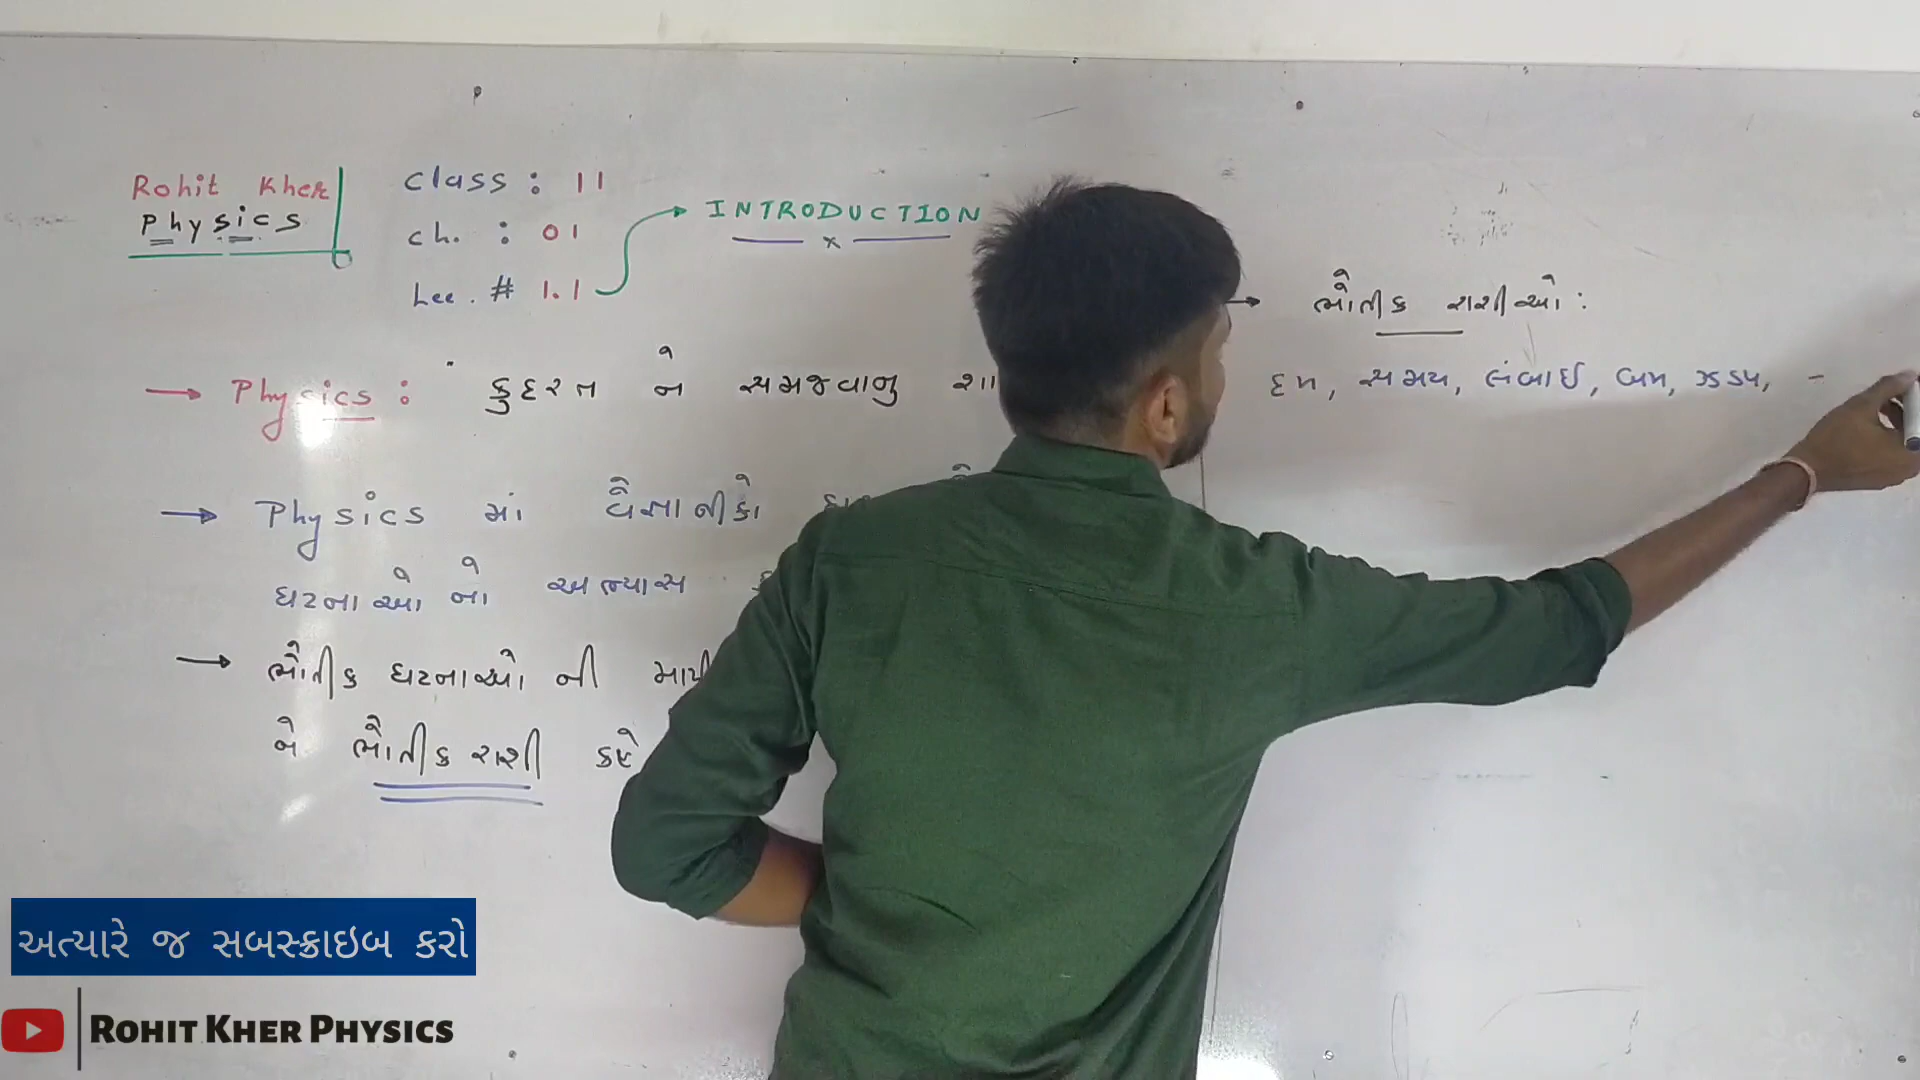 Rohit Kher
Physics
class : 11
ch. : 01
Lec. # 1.1
INTRODUCTION
→ Physics : કુદરત ને સમજવાનુ શા
→ Physics માં વૈજ્ઞાનીકો
ઘટનાઓ નો અભ્યાસ
→ ભૌતીક ઘટનાઓ ની માપી
ને ભૌતીક રાશી કહે
→ ભૌતીક રાશીઓ :
દળ, સમય, લંબાઈ, બળ, ઝડપ, -
અત્યારે જ સબસ્ક્રાઇબ કરો
ROHIT KHER PHYSICS